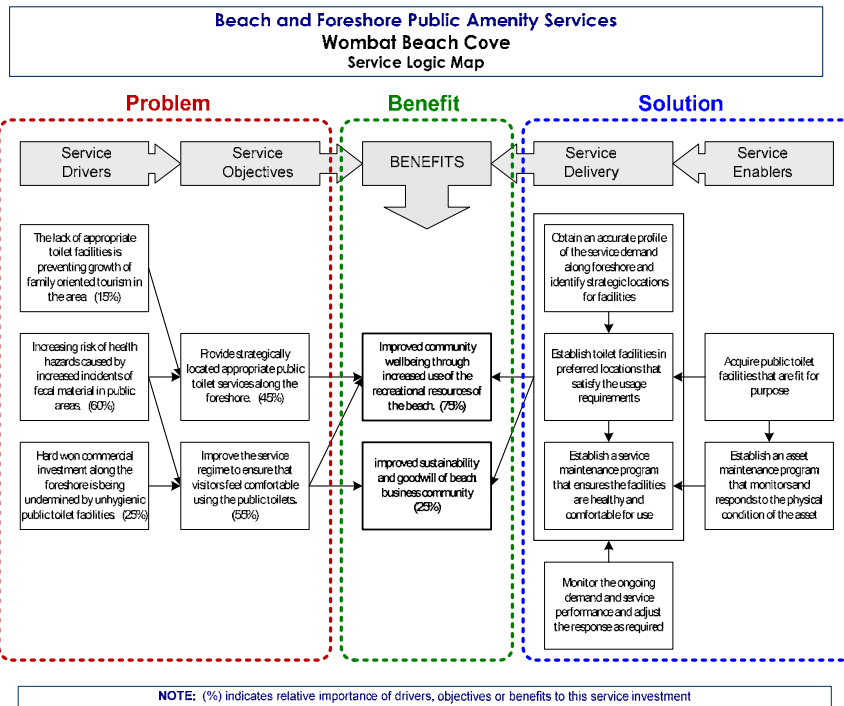 Beach and Foreshore Public Amenity Services
Wombat Beach Cove
Service Logic Map
Problem
Benefit
Solution
Service
Drivers
Service
Objectives
BENEFITS
Service
Delivery
Service
Enablers
The lack of appropriate
toilet facilities is
preventing growth of
family oriented tourism in
the area. (15%)
Increasing risk of health
hazards caused by
increased incidents of
fecal material in public
areas. (60%)
Hard won commercial
investment along the
foreshore is being
undermined by unhygienic
public toilet facilities. (25%)
Provide strategically
located appropriate public
toilet services along the
foreshore. (45%)
Improve the service
regime to ensure that
visitors feel comfortable
using the public toilets.
(55%)
Improved community
wellbeing through
increased use of the
recreational resources of
the beach. (75%)
improved sustainability
and goodwill of beach
business community
(25%)
Obtain an accurate profile
of the service demand
along foreshore and
identify strategic locations
for facilities
Establish toilet facilities in
preferred locations that
satisfy the usage
requirements
Establish a service
maintenance program
that ensures the facilities
are healthy and
comfortable for use
Monitor the ongoing
demand and service
performance and adjust
the response as required
Acquire public toilet
facilities that are fit for
purpose
Establish an asset
maintenance program
that monitors and
responds to the physical
condition of the asset
NOTE: (%) indicates relative importance of drivers, objectives or benefits to this service investment